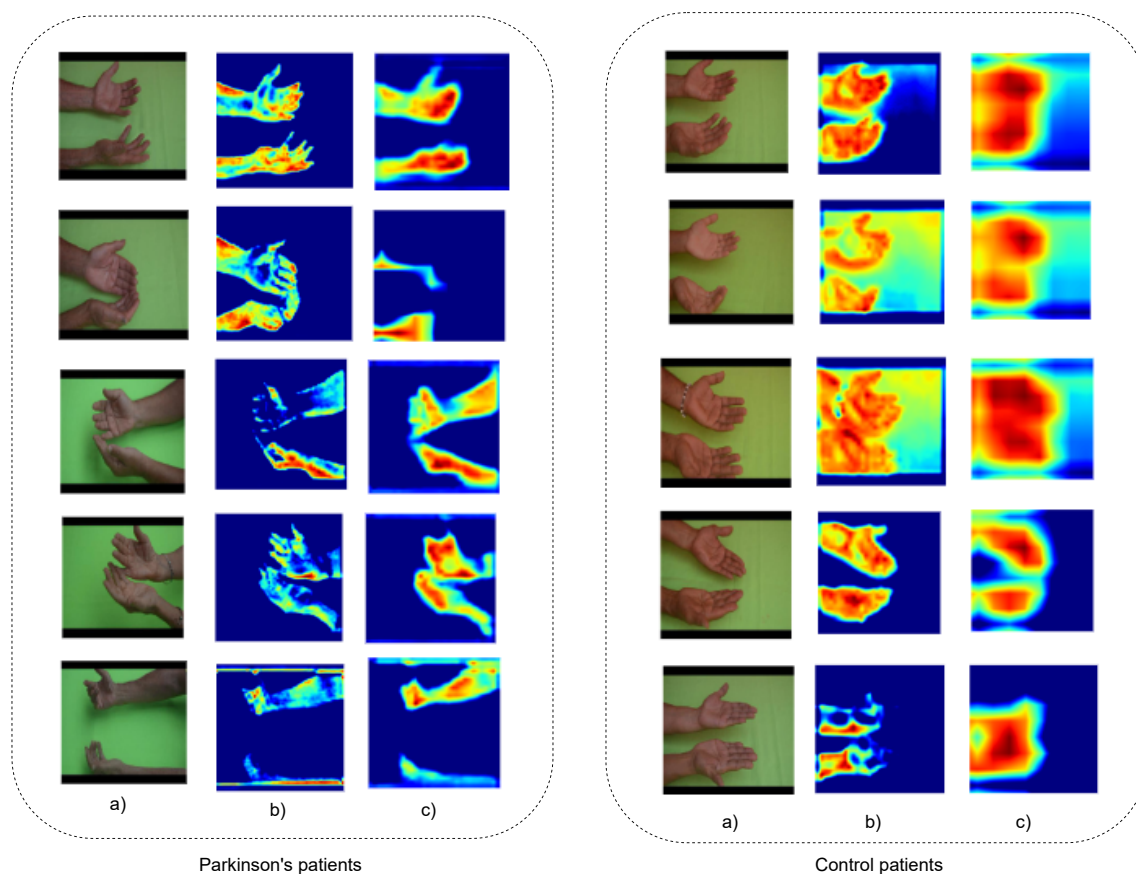 a)
b)
c)
Parkinson's patients
a)
b)
c)
Control patients